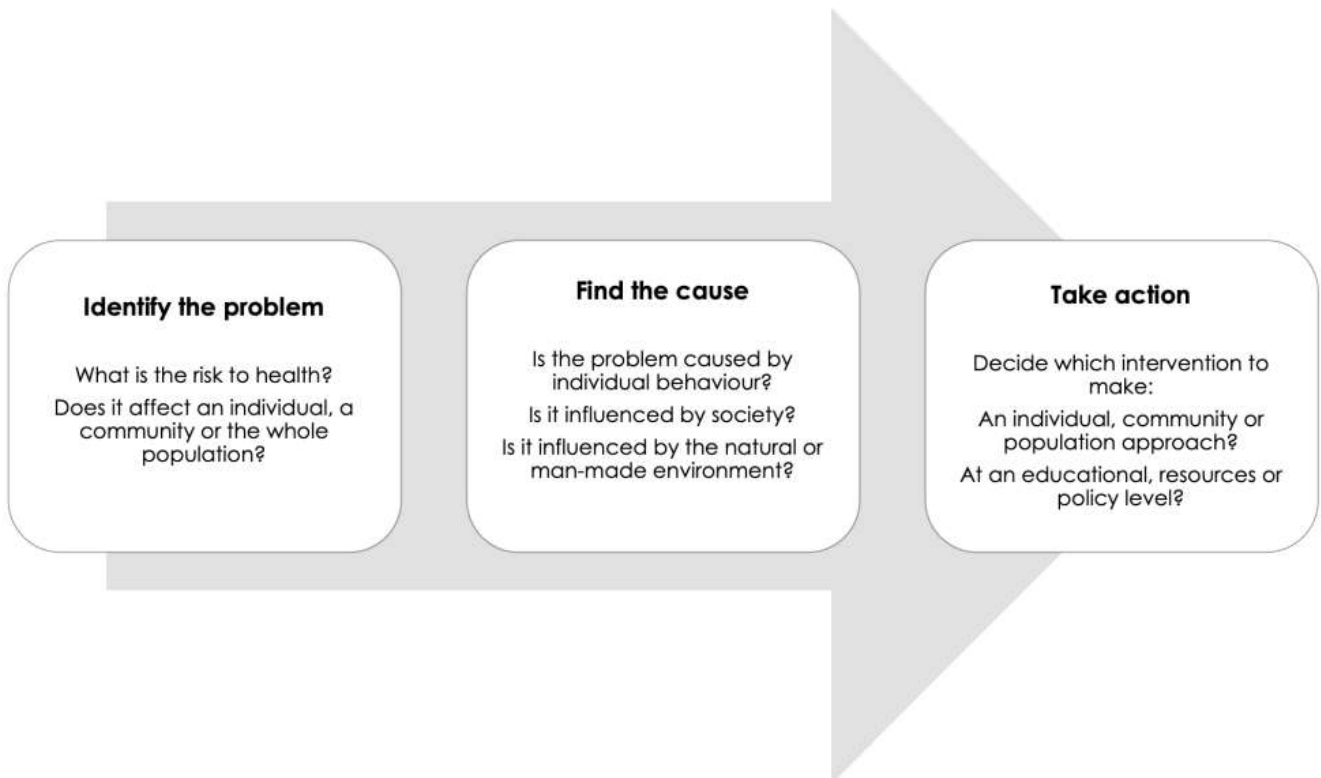 Identify the problem
What is the risk to health?
Does it affect an individual, a
community or the whole
population?
Find the cause
Is the problem caused by
individual behaviour?
Is it influenced by society?
Is it influenced by the natural or
man-made environment?
Take action
Decide which intervention to
make:
An individual, community or
population approach?
At an educational, resources or
policy level?